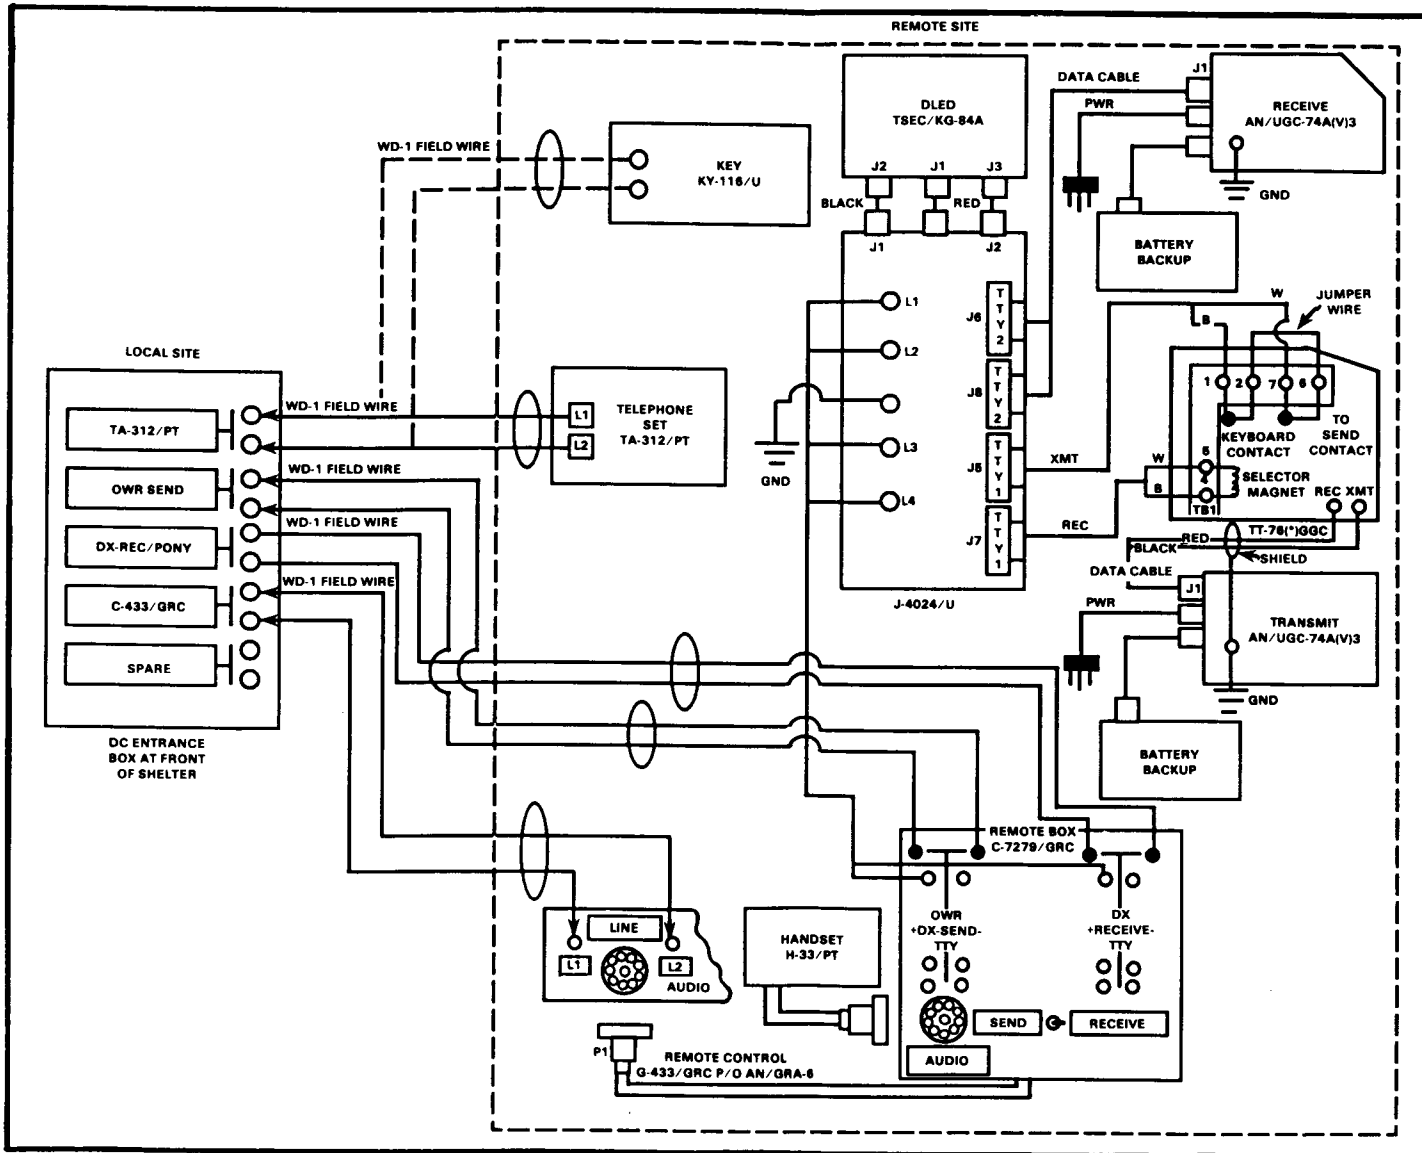 REMOTE SITE
WD-1 FIELD WIRE
KEY
KY-116/U
DLED
TSEC/KG-84A
J2
J1
J3
BLACK
RED
J1
J2
DATA CABLE
PWR
J1
RECEIVE
AN/UGC-74A(V)3
GND
BATTERY
BACKUP
L1
L2
L3
L4
GND
J6
TTY2
J8
TTY2
J5
TTY1
J7
TTY1
J-4024/U
XMT
REC
W
B
JUMPER
WIRE
1
2
7
6
KEYBOARD
CONTACT
TO
SEND
CONTACT
W
B
5
4
TB1
SELECTOR
MAGNET
REC XMT
TT-76(*)GGC
RED
BLACK
SHIELD
DATA CABLE
J1
PWR
TRANSMIT
AN/UGC-74A(V)3
GND
BATTERY
BACKUP
LOCAL SITE
TA-312/PT
OWR SEND
DX-REC/PONY
C-433/GRC
SPARE
DC ENTRANCE
BOX AT FRONT
OF SHELTER
WD-1 FIELD WIRE
WD-1 FIELD WIRE
WD-1 FIELD WIRE
WD-1 FIELD WIRE
L1
L2
TELEPHONE
SET
TA-312/PT
LINE
L1
L2
AUDIO
HANDSET
H-33/PT
P1
REMOTE CONTROL
G-433/GRC P/O AN/GRA-6
REMOTE BOX
C-7279/GRC
OWR
+DX-SEND-
TTY
DX
+RECEIVE-
TTY
SEND
RECEIVE
AUDIO